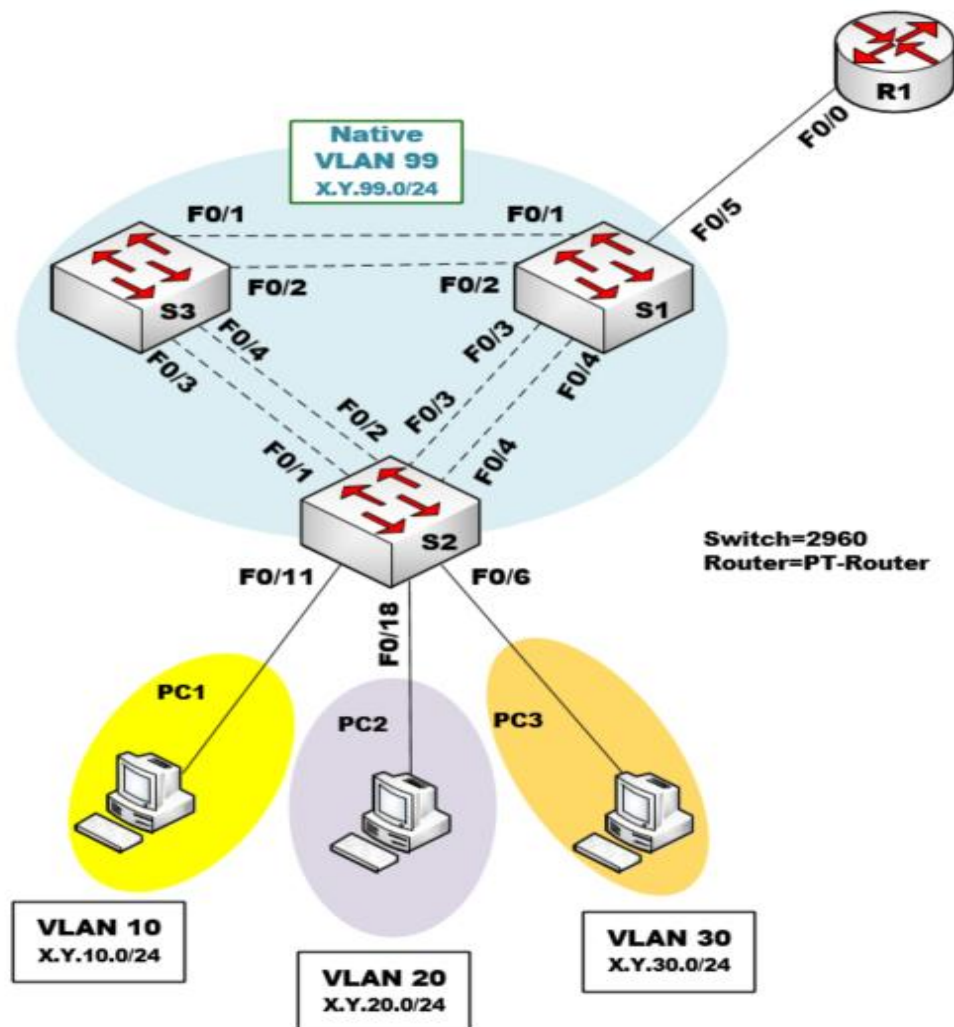 R1
F0/0
Native
VLAN 99
X.Y.99.0/24
F0/1
F0/1
F0/5
F0/2
F0/2
S3
S1
F0/4
F0/3
F0/3
F0/4
F0/2
F0/3
F0/1
F0/4
S2
Switch=2960
Router=PT-Router
F0/11
F0/6
F0/18
PC1
PC2
PC3
VLAN 10
X.Y.10.0/24
VLAN 20
X.Y.20.0/24
VLAN 30
X.Y.30.0/24